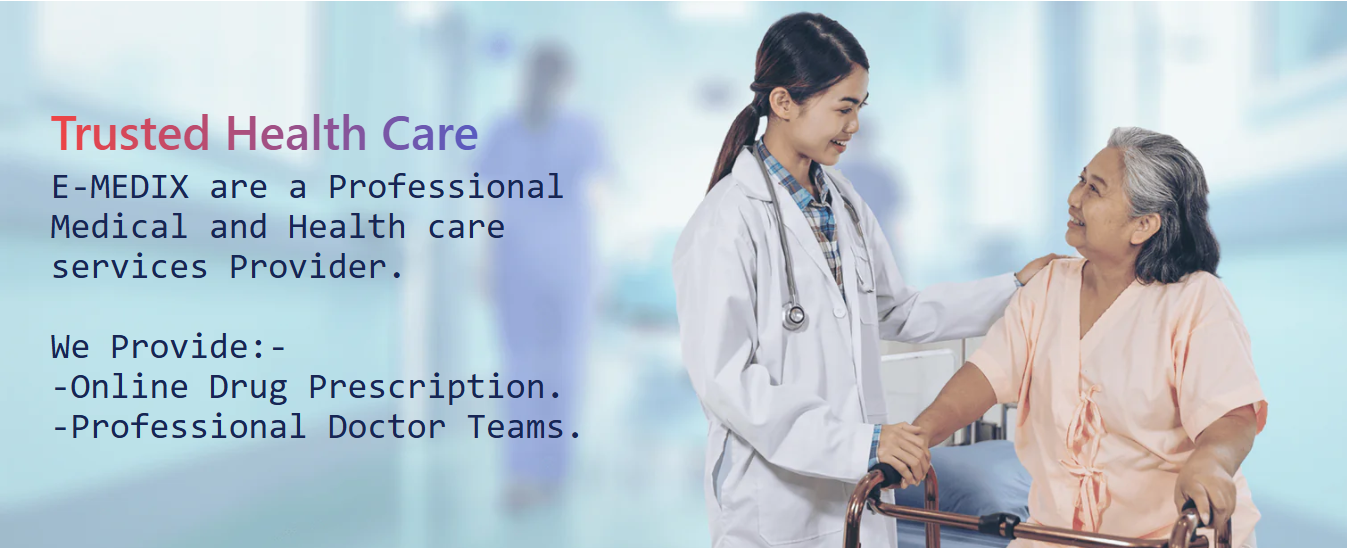 Trusted Health Care
E-MEDIX are a Professional
Medical and Health care
services Provider.
We Provide:-
-Online Drug Prescription.
-Professional Doctor Teams.